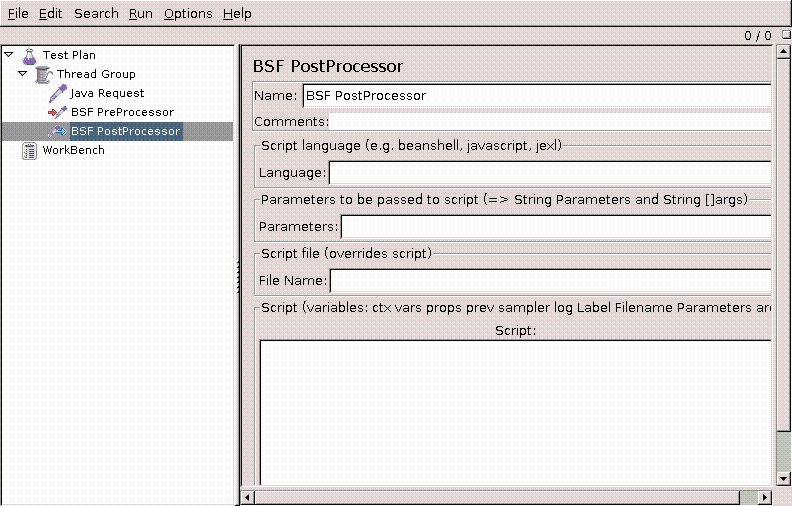 File Edit Search Run Options Help
0 / 0
Test Plan
Thread Group
Java Request
BSF PreProcessor
BSF PostProcessor
WorkBench
BSF PostProcessor
Name: BSF PostProcessor
Comments:
Script language (e.g. beanshell, javascript, jexl)
Language:
Parameters to be passed to script (=> String Parameters and String []args)
Parameters:
Script file (overrides script)
File Name:
Script (variables: ctx vars props prev sampler log Label Filename Parameters are
Script: